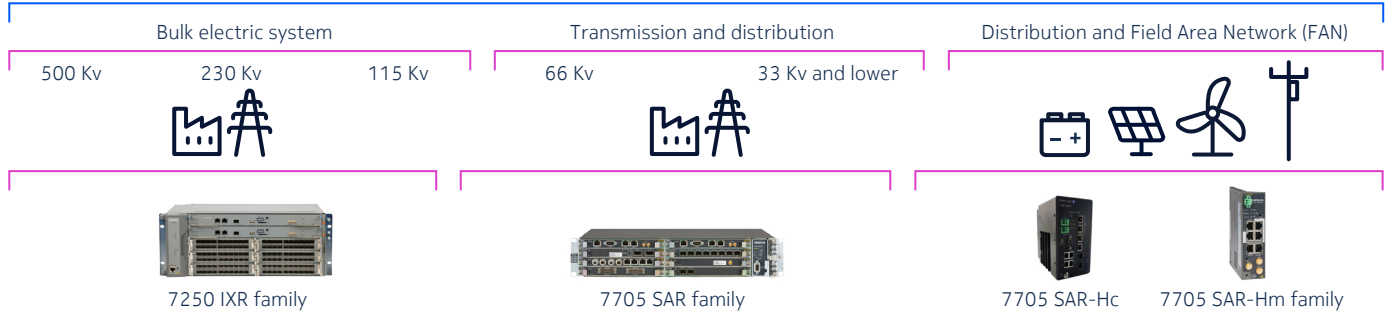 Bulk electric system
Transmission and distribution
Distribution and Field Area Network (FAN)
500 Kv 230 Kv 115 Kv
66 Kv 33 Kv and lower
7250 IXR family
7705 SAR family
7705 SAR-Hc
7705 SAR-Hm family